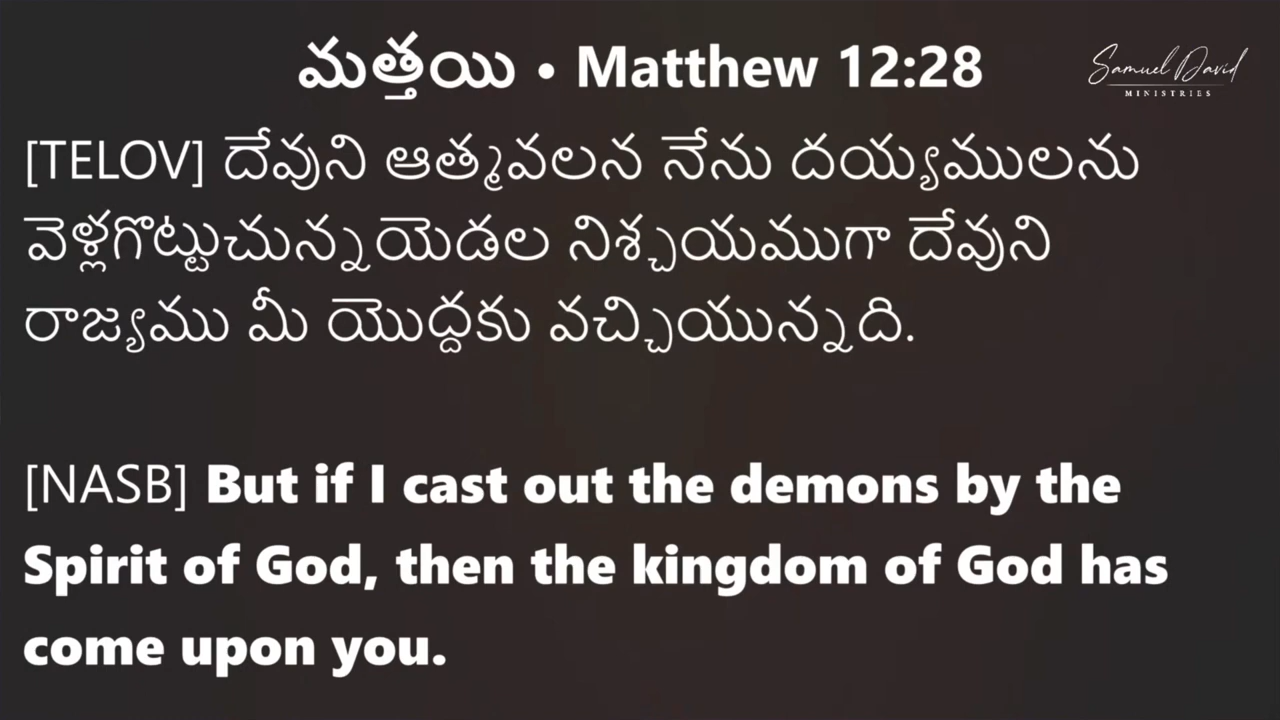 మత్తయి • Matthew 12:28
Samuel David
MINISTRIES
[TELOV] దేవుని ఆత్మవలన నేను దయ్యములను
వెళ్లగొట్టుచున్నయెడల నిశ్చయముగా దేవుని
రాజ్యము మీ యొద్దకు వచ్చియున్నది.
[NASB] But if I cast out the demons by the
Spirit of God, then the kingdom of God has
come upon you.